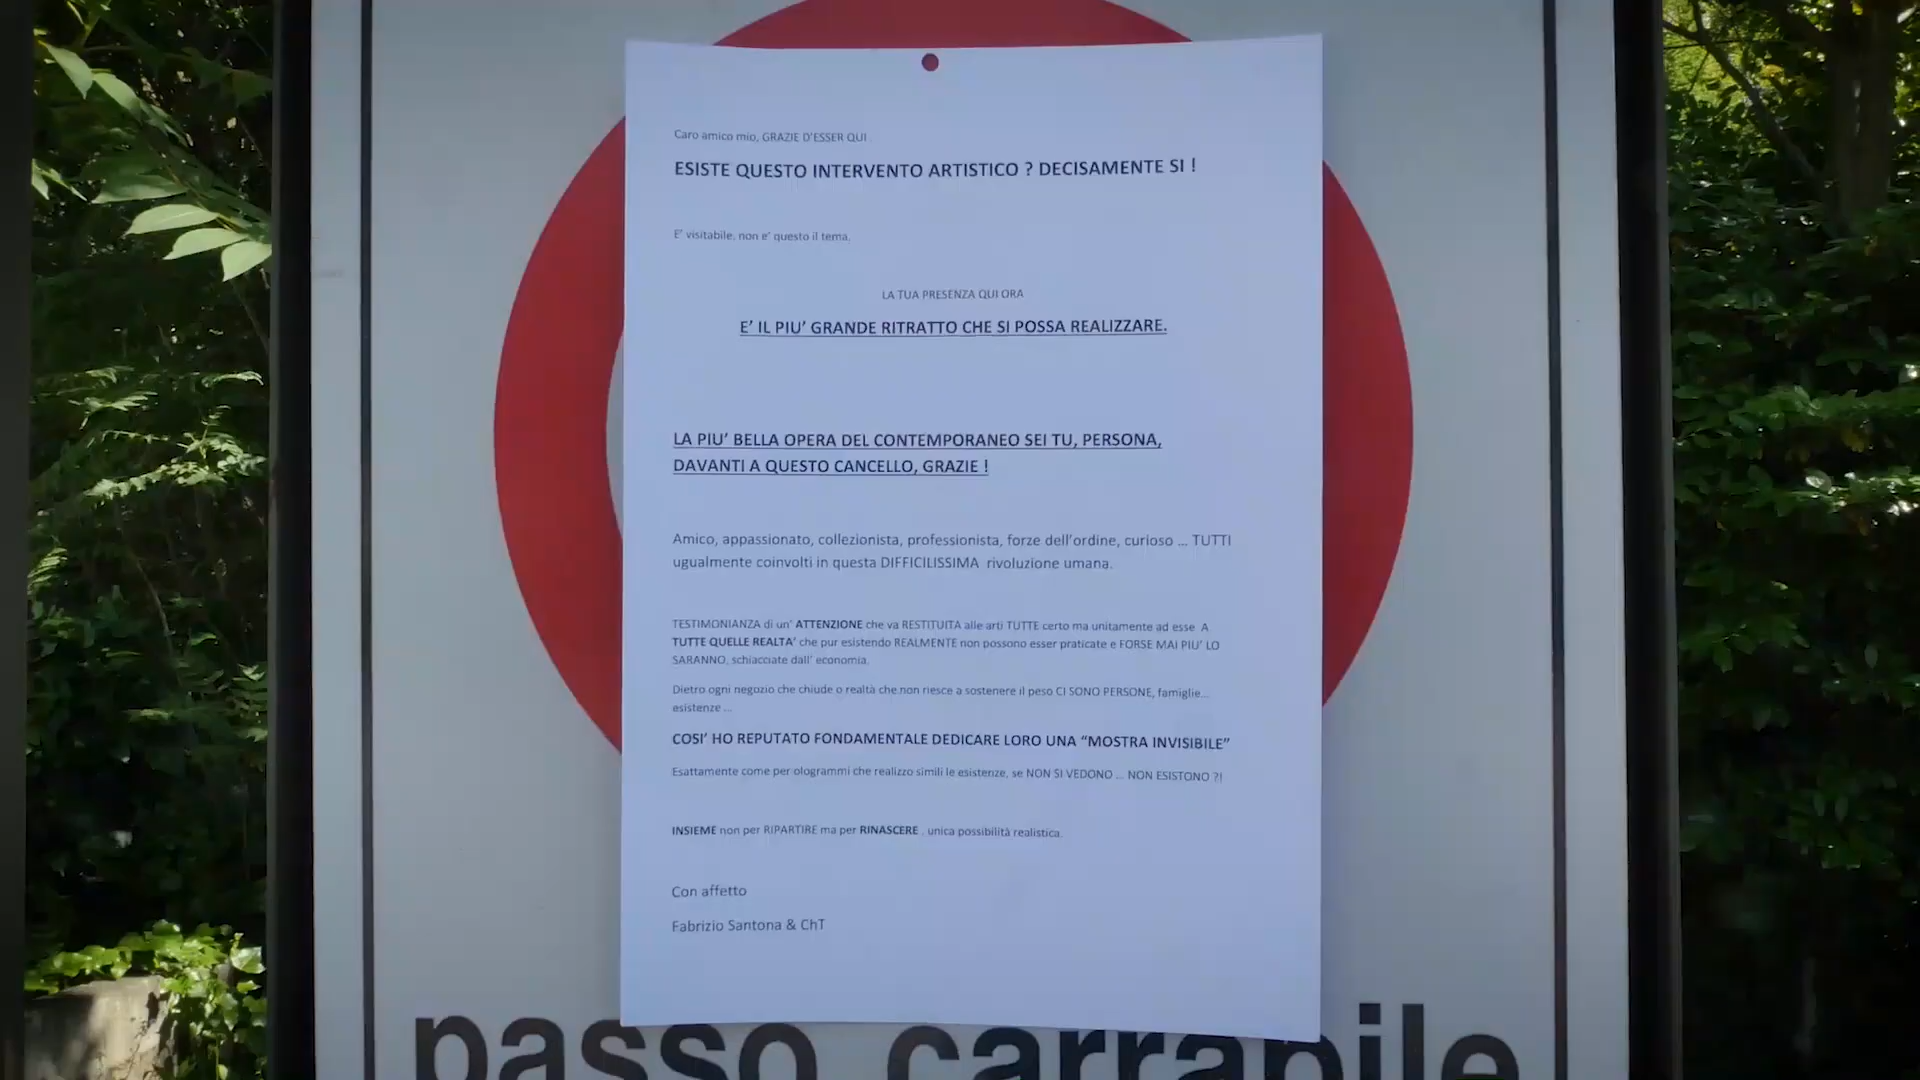 Caro amico mio, GRAZIE D'ESSER QUI .
ESISTE QUESTO INTERVENTO ARTISTICO ? DECISAMENTE SI !
E' visitabile, non e' questo il tema.
LA TUA PRESENZA QUI ORA
E' IL PIU' GRANDE RITRATTO CHE SI POSSA REALIZZARE.
LA PIU' BELLA OPERA DEL CONTEMPORANEO SEI TU, PERSONA,
DAVANTI A QUESTO CANCELLO, GRAZIE !
Amico, appassionato, collezionista, professionista, forze dell'ordine, curioso ... TUTTI
ugualmente coinvolti in questa DIFFICILISSIMA rivoluzione umana.
TESTIMONIANZA di un' ATTENZIONE che va RESTITUITA alle arti TUTTE certo ma unitamente ad esse A
TUTTE QUELLE REALTA' che pur esistendo REALMENTE non possono esser praticate e FORSE MAI PIU' LO
SARANNO, schiacciate dall' economia.
Dietro ogni negozio che chiude o realtà che non riesce a sostenere il peso CI SONO PERSONE, famiglie...
esistenze ...
COSI' HO REPUTATO FONDAMENTALE DEDICARE LORO UNA “MOSTRA INVISIBILE”
Esattamente come per ologrammi che realizzo simili le esistenze, se NON SI VEDONO ... NON ESISTONO ?!
INSIEME non per RIPARTIRE ma per RINASCERE , unica possibilità realistica.
Con affetto
Fabrizio Santona & ChT
passo carrabile